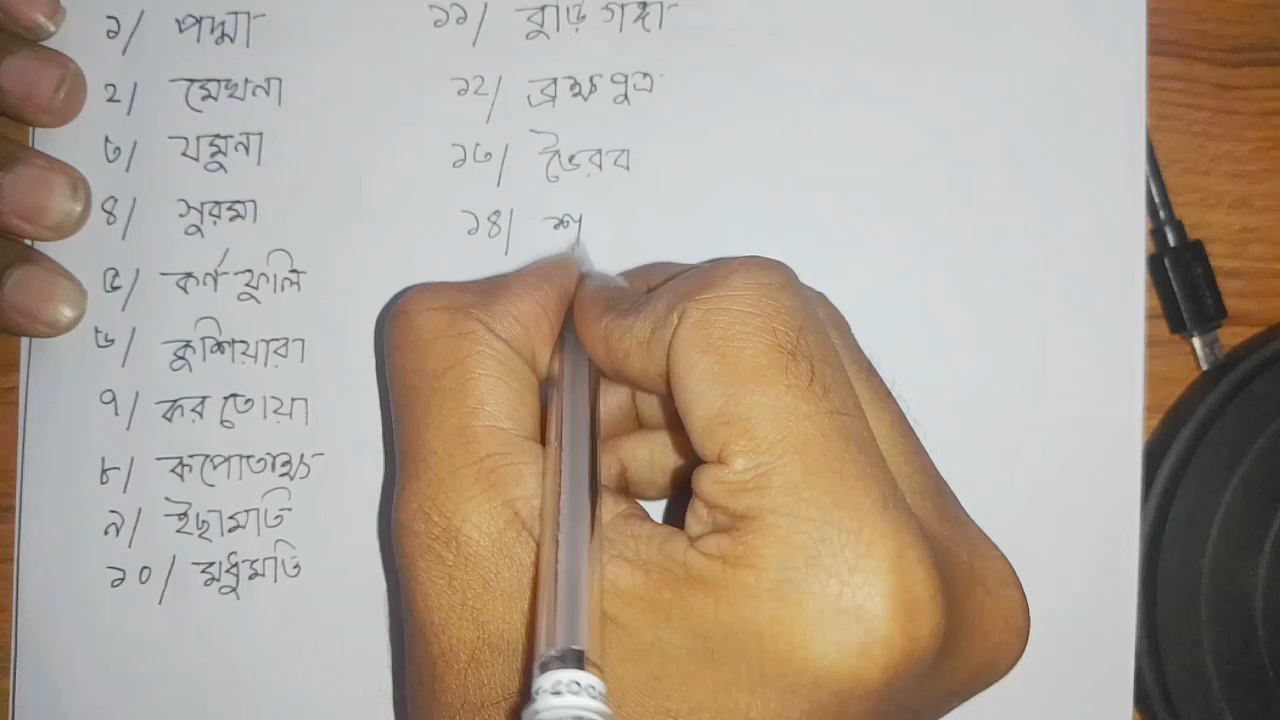 ১/ পদ্মা
২/ মেঘনা
৩/ যমুনা
৪/ সুরমা
৫/ কর্ণফুলি
৬/ কুশিয়ারা
৭/ করতোয়া
৮/ কপোতাক্ষ
৯/ ইছামতি
১০/ মধুমতি
১১/ বুড়িগঙ্গা
১২/ ব্রহ্মপুত্র
১৩/ ভৈরব
১৪/ শ